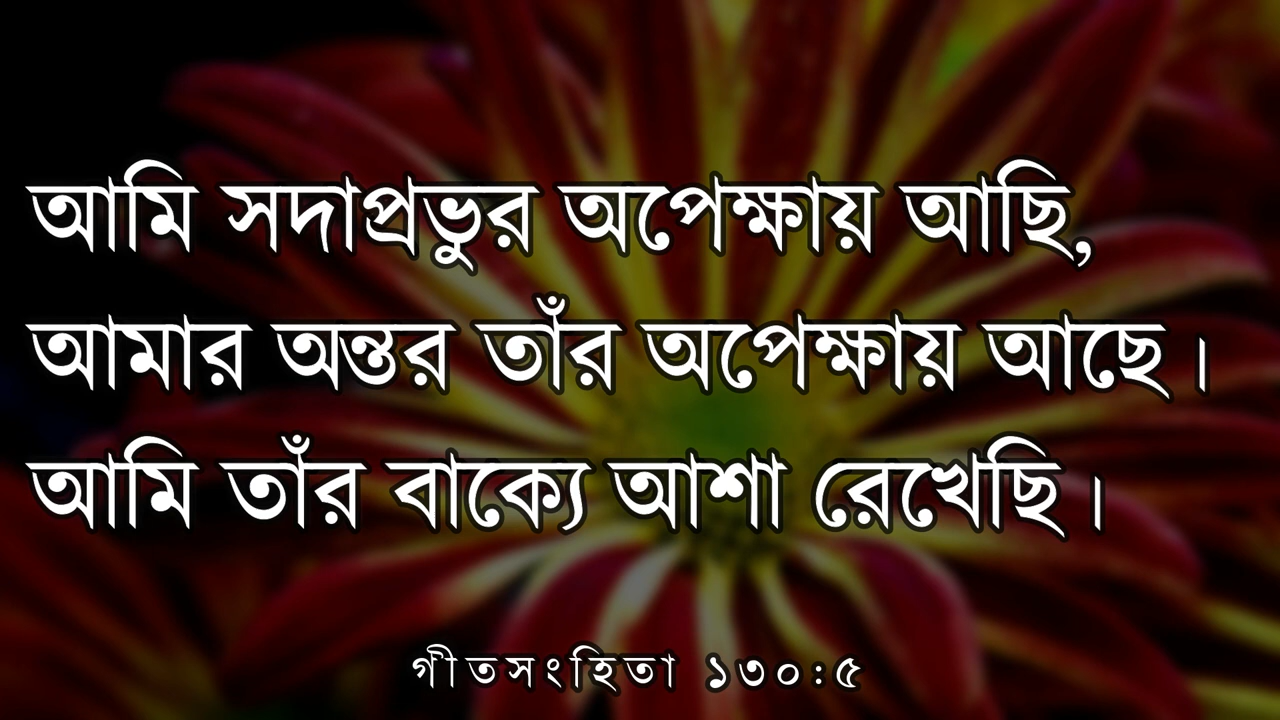 আমি সদাপ্রভুর অপেক্ষায় আছি,
আমার অন্তর তাঁর অপেক্ষায় আছে।
আমি তাঁর বাক্যে আশা রেখেছি।
গীতসংহিতা ১৩০:৫